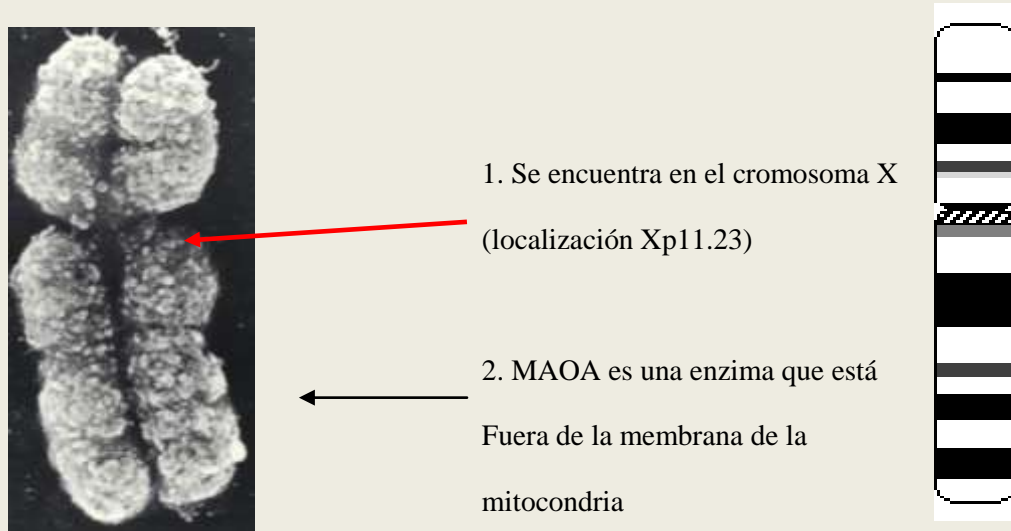 1. Se encuentra en el cromosoma X
(localización Xp11.23)
2. MAOA es una enzima que está
Fuera de la membrana de la
mitocondria